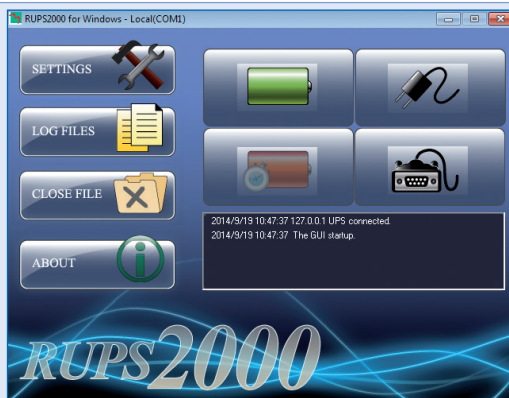 RUPS2000 for Windows - Local(COM1)
SETTINGS
LOG FILES
CLOSE FILE
ABOUT
2014/9/19 10:47:37 127.0.0.1 UPS connected.
2014/9/19 10:47:37 The GUI startup.
RUPS2000